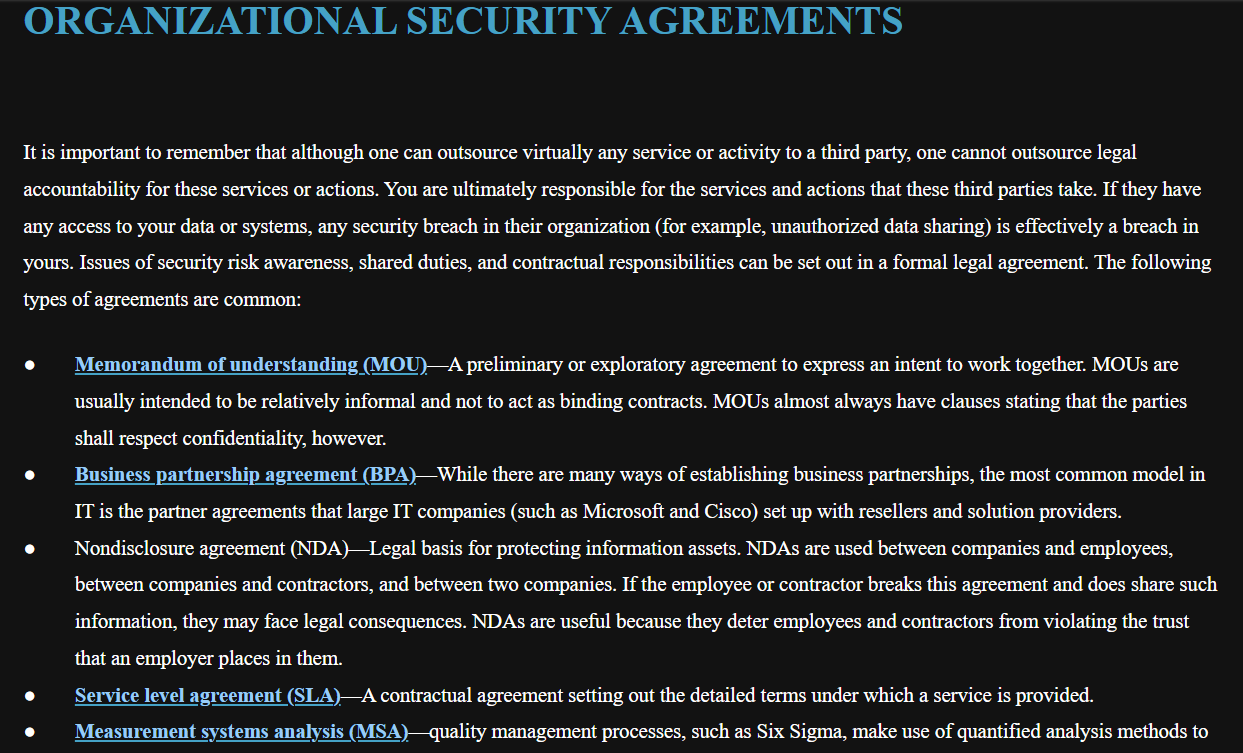 ORGANIZATIONAL SECURITY AGREEMENTS
It is important to remember that although one can outsource virtually any service or activity to a third party, one cannot outsource legal
accountability for these services or actions. You are ultimately responsible for the services and actions that these third parties take. If they have
any access to your data or systems, any security breach in their organization (for example, unauthorized data sharing) is effectively a breach in
yours. Issues of security risk awareness, shared duties, and contractual responsibilities can be set out in a formal legal agreement. The following
types of agreements are common:
● Memorandum of understanding (MOU)—A preliminary or exploratory agreement to express an intent to work together. MOUs are
usually intended to be relatively informal and not to act as binding contracts. MOUs almost always have clauses stating that the parties
shall respect confidentiality, however.
● Business partnership agreement (BPA)—While there are many ways of establishing business partnerships, the most common model in
IT is the partner agreements that large IT companies (such as Microsoft and Cisco) set up with resellers and solution providers.
● Nondisclosure agreement (NDA)—Legal basis for protecting information assets. NDAs are used between companies and employees,
between companies and contractors, and between two companies. If the employee or contractor breaks this agreement and does share such
information, they may face legal consequences. NDAs are useful because they deter employees and contractors from violating the trust
that an employer places in them.
● Service level agreement (SLA)—A contractual agreement setting out the detailed terms under which a service is provided.
● Measurement systems analysis (MSA)—quality management processes, such as Six Sigma, make use of quantified analysis methods to